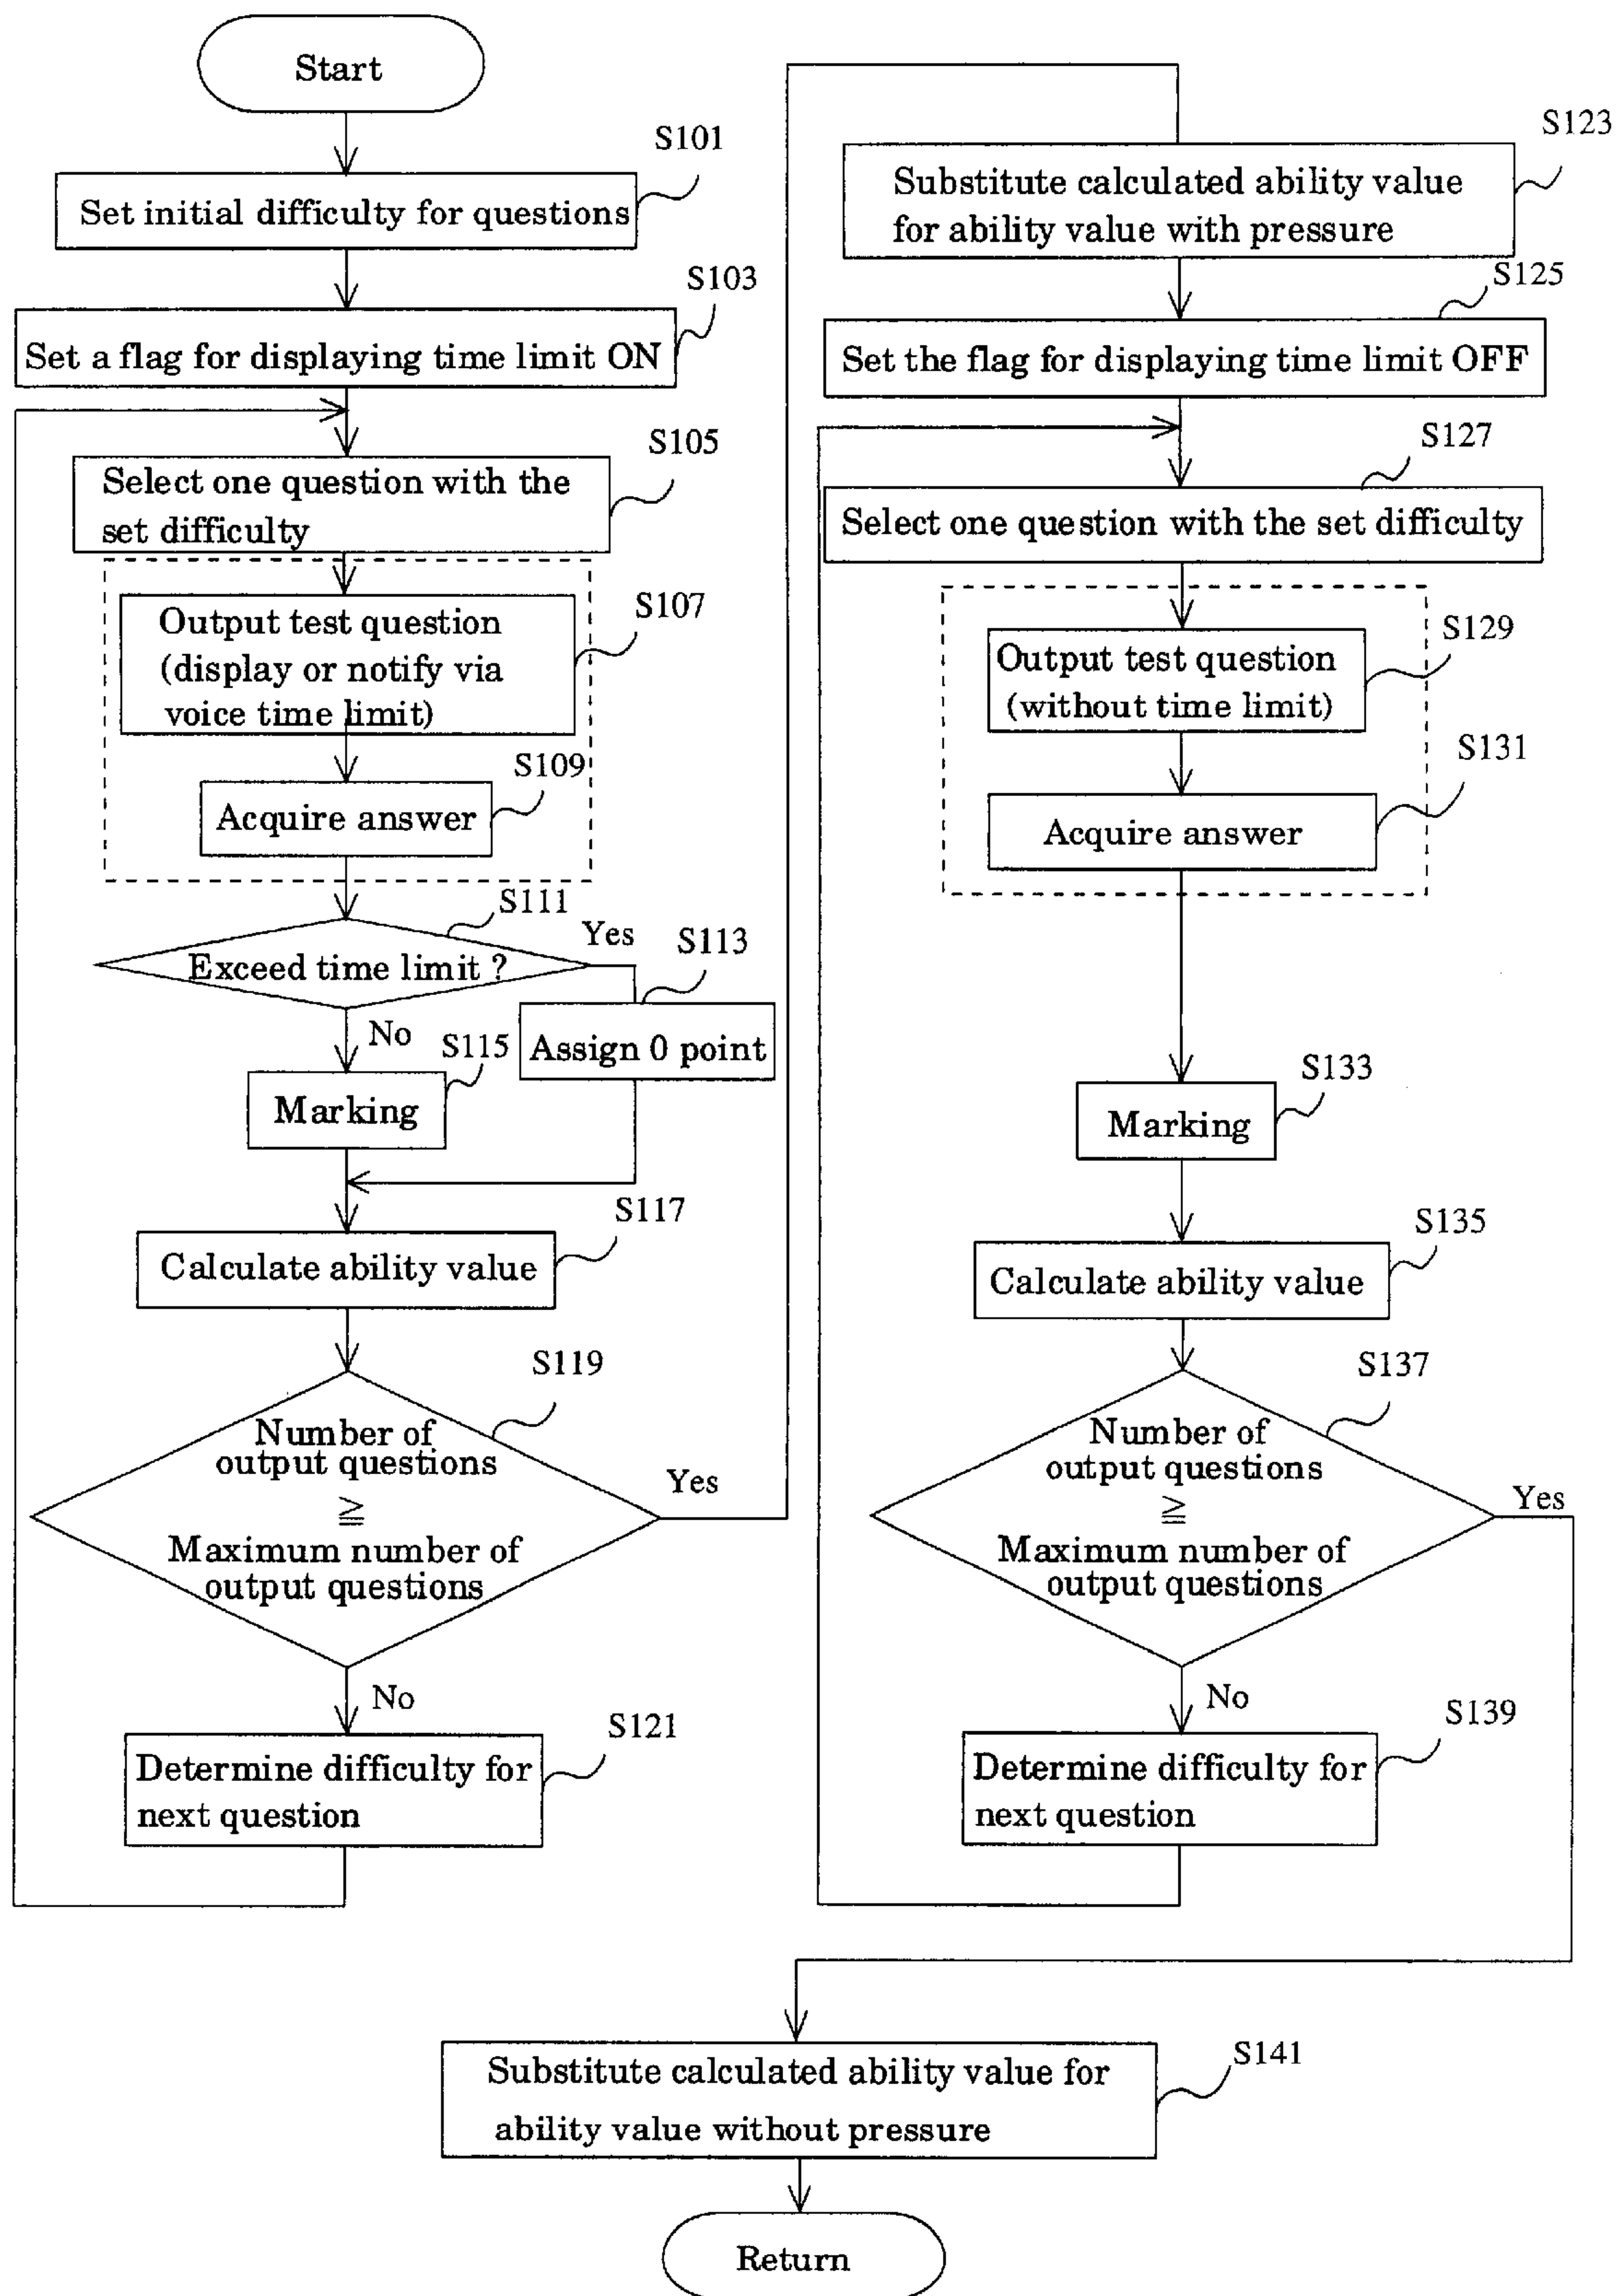 Start
S101
Set initial difficulty for questions
S103
Set a flag for displaying time limit ON
S105
Select one question with the
set difficulty
S107
Output test question
(display or notify via
voice time limit)
S109
Acquire answer
S111
Exceed time limit ?
Yes
S113
Assign 0 point
No
S115
Marking
S117
Calculate ability value
S119
Number of
output questions
≧
Maximum number of
output questions
Yes
No
S121
Determine difficulty for
next question
S123
Substitute calculated ability value
for ability value with pressure
S125
Set the flag for displaying time limit OFF
S127
Select one question with the set difficulty
S129
Output test question
(without time limit)
S131
Acquire answer
S133
Marking
S135
Calculate ability value
S137
Number of
output questions
≧
Maximum number of
output questions
Yes
No
S139
Determine difficulty for
next question
S141
Substitute calculated ability value for
ability value without pressure
Return